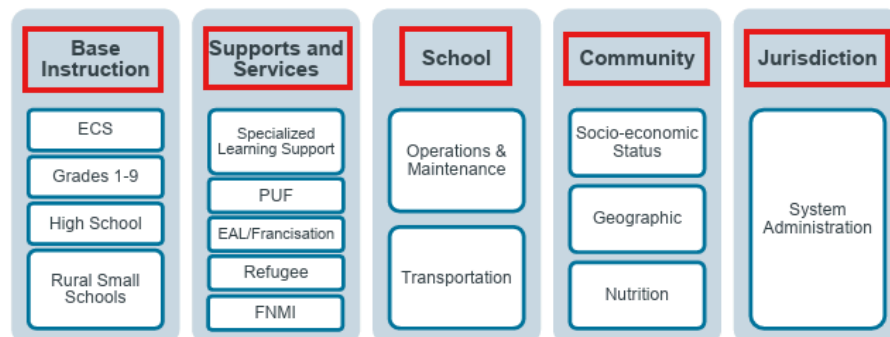 Base
Instruction
ECS
Grades 1-9
High School
Rural Small
Schools
Supports and
Services
Specialized
Learning Support
PUF
EAL/Francisation
Refugee
FNMI
School
Operations &
Maintenance
Transportation
Community
Socio-economic
Status
Geographic
Nutrition
Jurisdiction
System
Administration